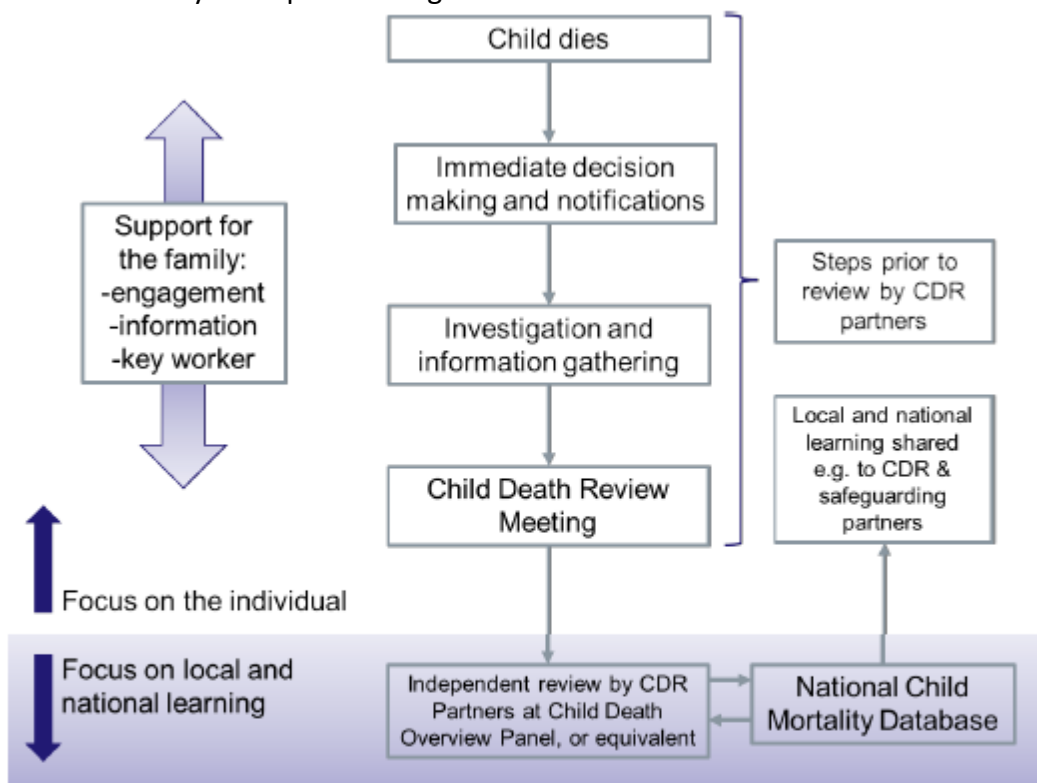 Child dies
Immediate decision
making and notifications
Support for
the family:
-engagement
-information
-key worker
Steps prior to
review by CDR
partners
Investigation and
information gathering
Local and national
learning shared
e.g. to CDR &
safeguarding
partners
Child Death Review
Meeting
Focus on the individual
Focus on local and
national learning
Independent review by CDR
Partners at Child Death
Overview Panel, or equivalent
National Child
Mortality Database